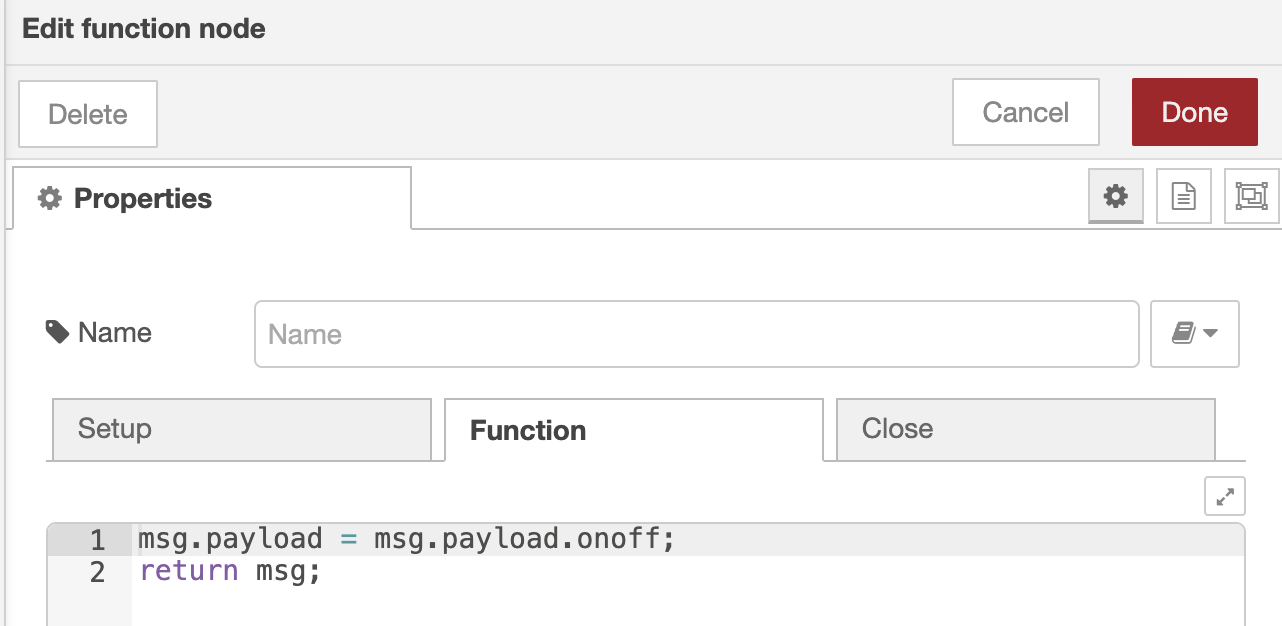 Edit function node
Delete
Cancel
Done
Properties
Name
Name
Setup
Function
Close
1 msg.payload = msg.payload.onoff;
2 return msg;